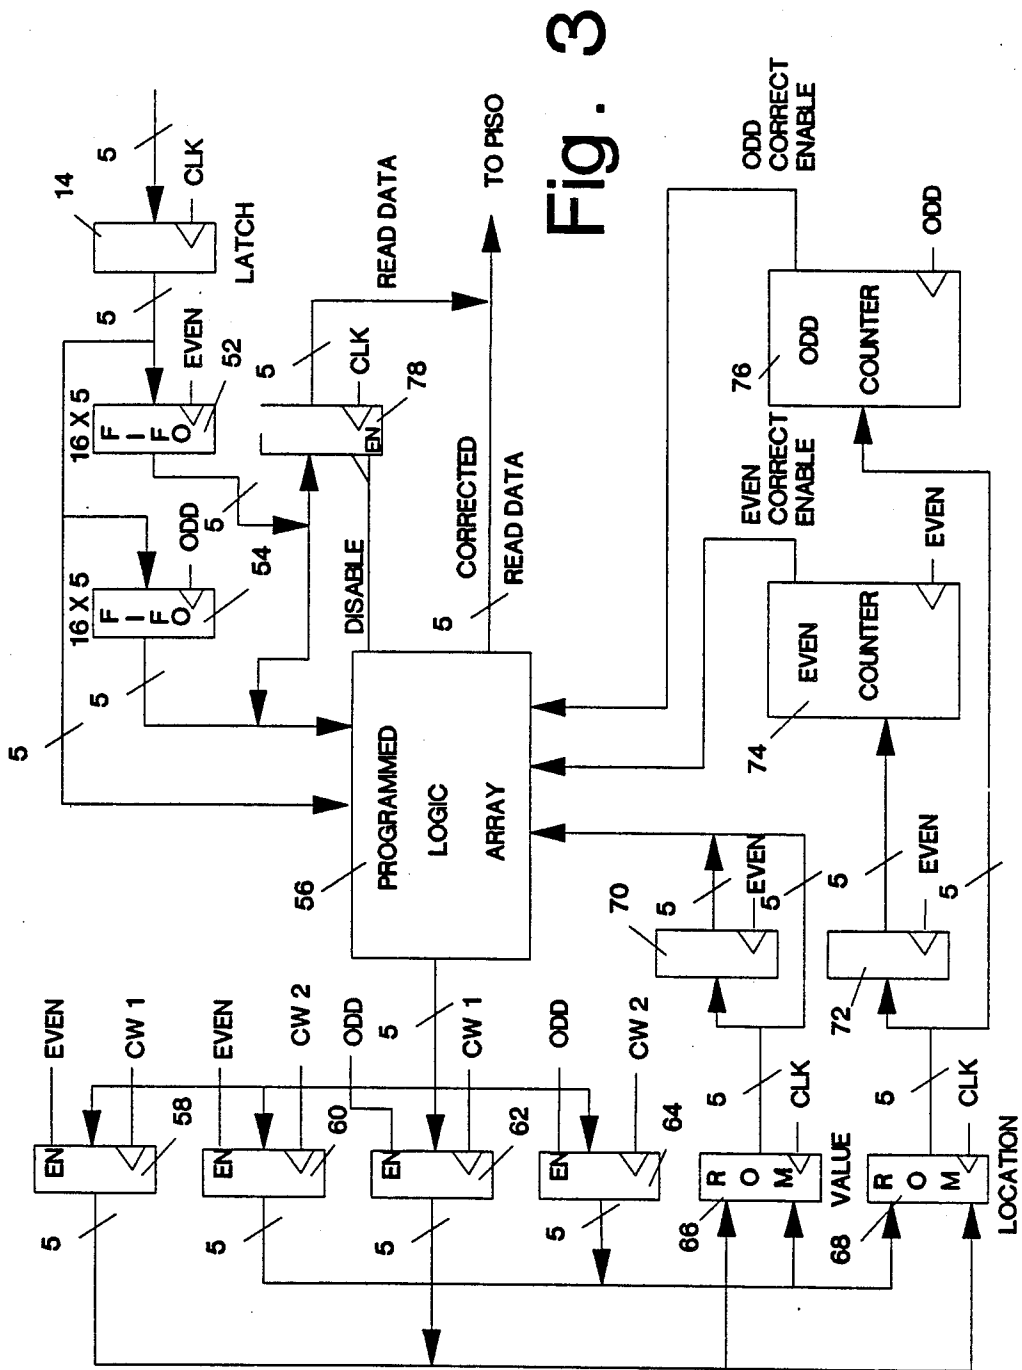 Fig. 3
14
5
CLK
LATCH
5
16 X 5
FIFO
EVEN
52
5
16 X 5
FIFO
ODD
54
5
5
5
CLK
EN
78
READ DATA
DISABLE
5
CORRECTED
READ DATA
TO PISO
56
PROGRAMMED
LOGIC
ARRAY
5
EVEN
EN
CW 1
58
5
EVEN
EN
CW 2
60
5
ODD
EN
CW 1
62
5
ODD
EN
CW 2
64
5
66
ROM
CLK
VALUE
5
68
ROM
CLK
LOCATION
5
70
5
EVEN
5
72
5
EVEN
5
74
EVEN
COUNTER
EVEN
EVEN
CORRECT
ENABLE
76
ODD
COUNTER
ODD
ODD
CORRECT
ENABLE